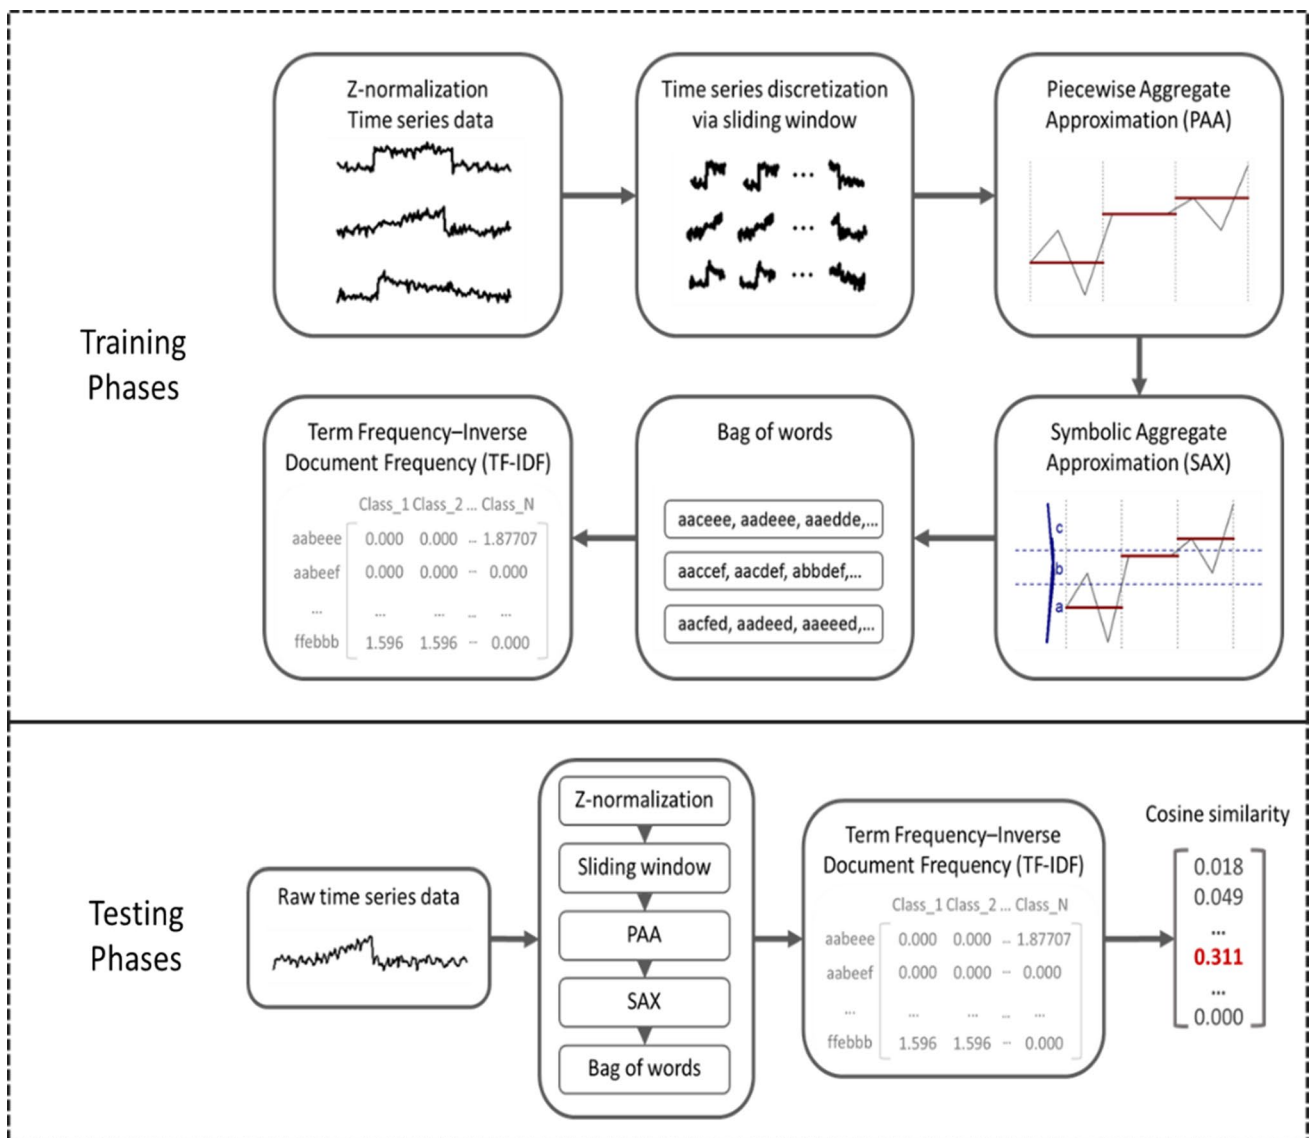 Training
Phases
Z-normalization
Time series data
Time series discretization
via sliding window
...
...
...
Piecewise Aggregate
Approximation (PAA)
Symbolic Aggregate
Approximation (SAX)
c
b
a
Bag of words
aaceee, aadeee, aaedde,...
aaccef, aacdef, abbdef,...
aacfed, aadeed, aaeeed,...
Term Frequency–Inverse
Document Frequency (TF-IDF)
Class_1 Class_2 ... Class_N
aabeee 0.000 0.000 ... 1.87707
aabeef 0.000 0.000 ... 0.000
... ... ... ... ...
ffebbb 1.596 1.596 ... 0.000
Testing
Phases
Raw time series data
Z-normalization
Sliding window
PAA
SAX
Bag of words
Term Frequency–Inverse
Document Frequency (TF-IDF)
Class_1 Class_2 ... Class_N
aabeee 0.000 0.000 ... 1.87707
aabeef 0.000 0.000 ... 0.000
... ... ... ... ...
ffebbb 1.596 1.596 ... 0.000
Cosine similarity
0.018
0.049
...
0.311
...
0.000